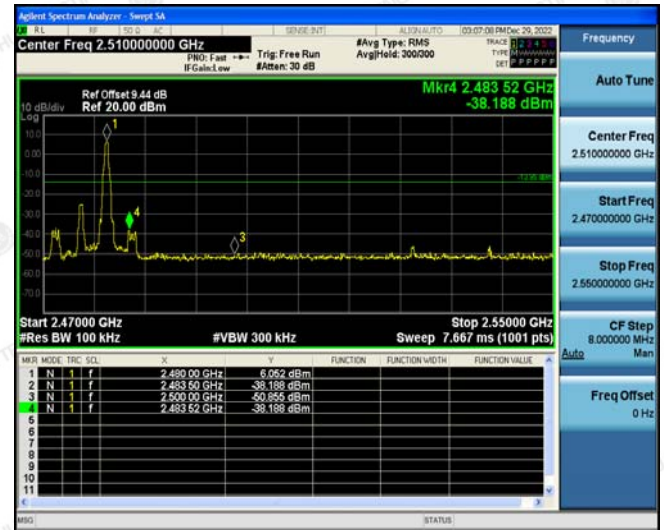 Agilent Spectrum Analyzer - Swept SA
RL RF 50 Ω AC SENSE:INT ALIGN AUTO 03:07:08 PM Dec 29, 2022
Center Freq 2.510000000 GHz
PNO: Fast Trig: Free Run
IFGain:Low #Atten: 30 dB
#Avg Type: RMS
Avg|Hold: 300/300
TRACE 1 2 3 4 5 6
TYPE M
DET P P P P P P
Frequency
Auto Tune
Center Freq
2.510000000 GHz
Start Freq
2.470000000 GHz
Stop Freq
2.550000000 GHz
CF Step
8.000000 MHz
Auto Man
Freq Offset
0 Hz
Mkr4 2.483 52 GHz
-38.188 dBm
Ref Offset 9.44 dB
10 dB/div Ref 20.00 dBm
Log
10.0
0.00
-10.0
-20.0
-30.0
-40.0
-50.0
-60.0
-70.0
1
4
3
-13.95 dBm
Start 2.47000 GHz Stop 2.55000 GHz
#Res BW 100 kHz #VBW 300 kHz Sweep 7.667 ms (1001 pts)
MKR MODE TRC SCL X Y FUNCTION FUNCTION WIDTH FUNCTION VALUE
1 N 1 f 2.480 00 GHz 6.052 dBm
2 N 1 f 2.483 50 GHz -38.188 dBm
3 N 1 f 2.500 00 GHz -50.855 dBm
4 N 1 f 2.483 52 GHz -38.188 dBm
5
6
7
8
9
10
11
MSG STATUS